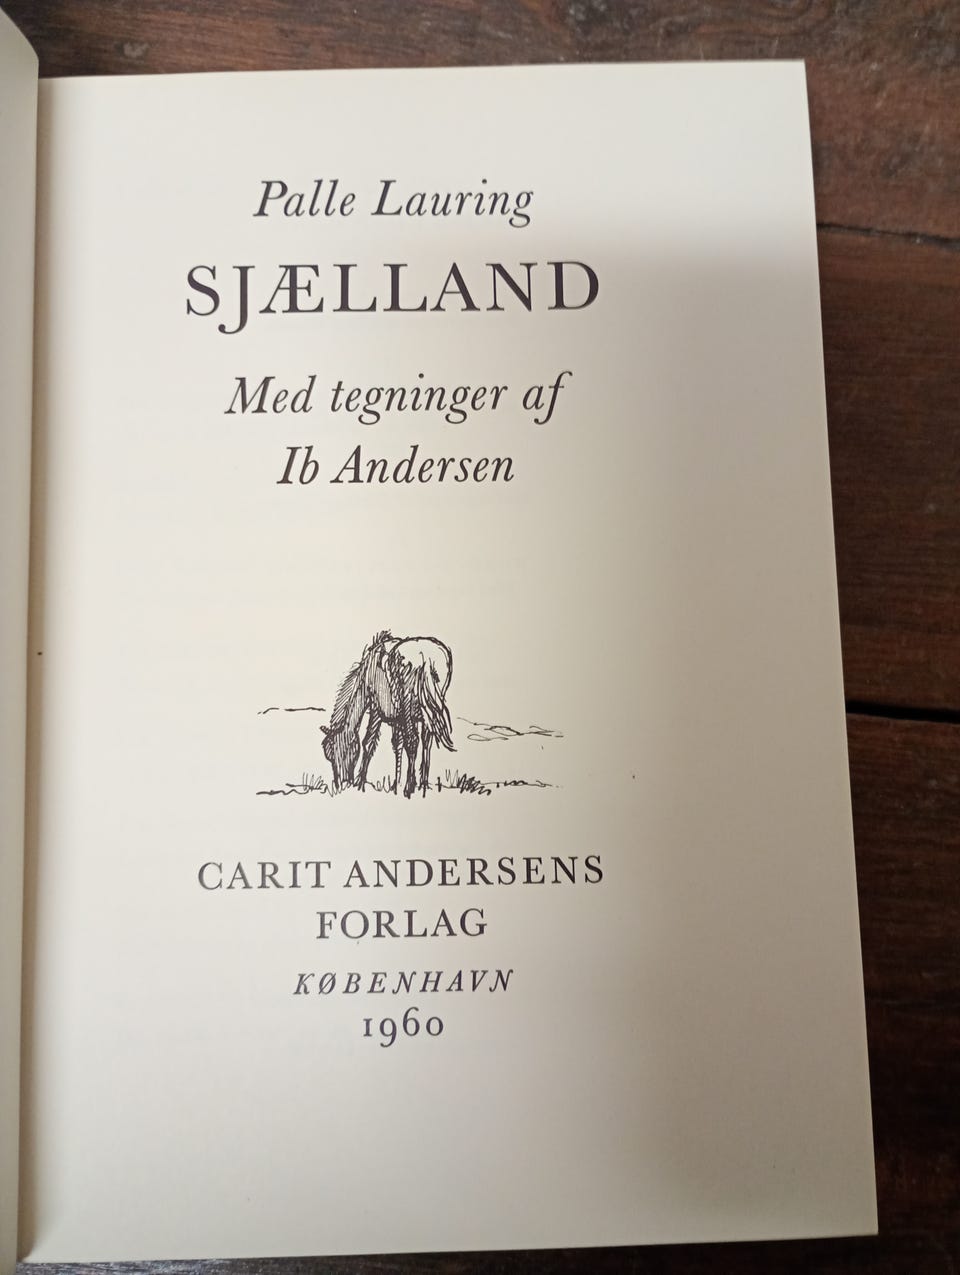 Palle Lauring
SJÆLLAND
Med tegninger af
Ib Andersen
CARIT ANDERSENS
FORLAG
KØBENHAVN
1960